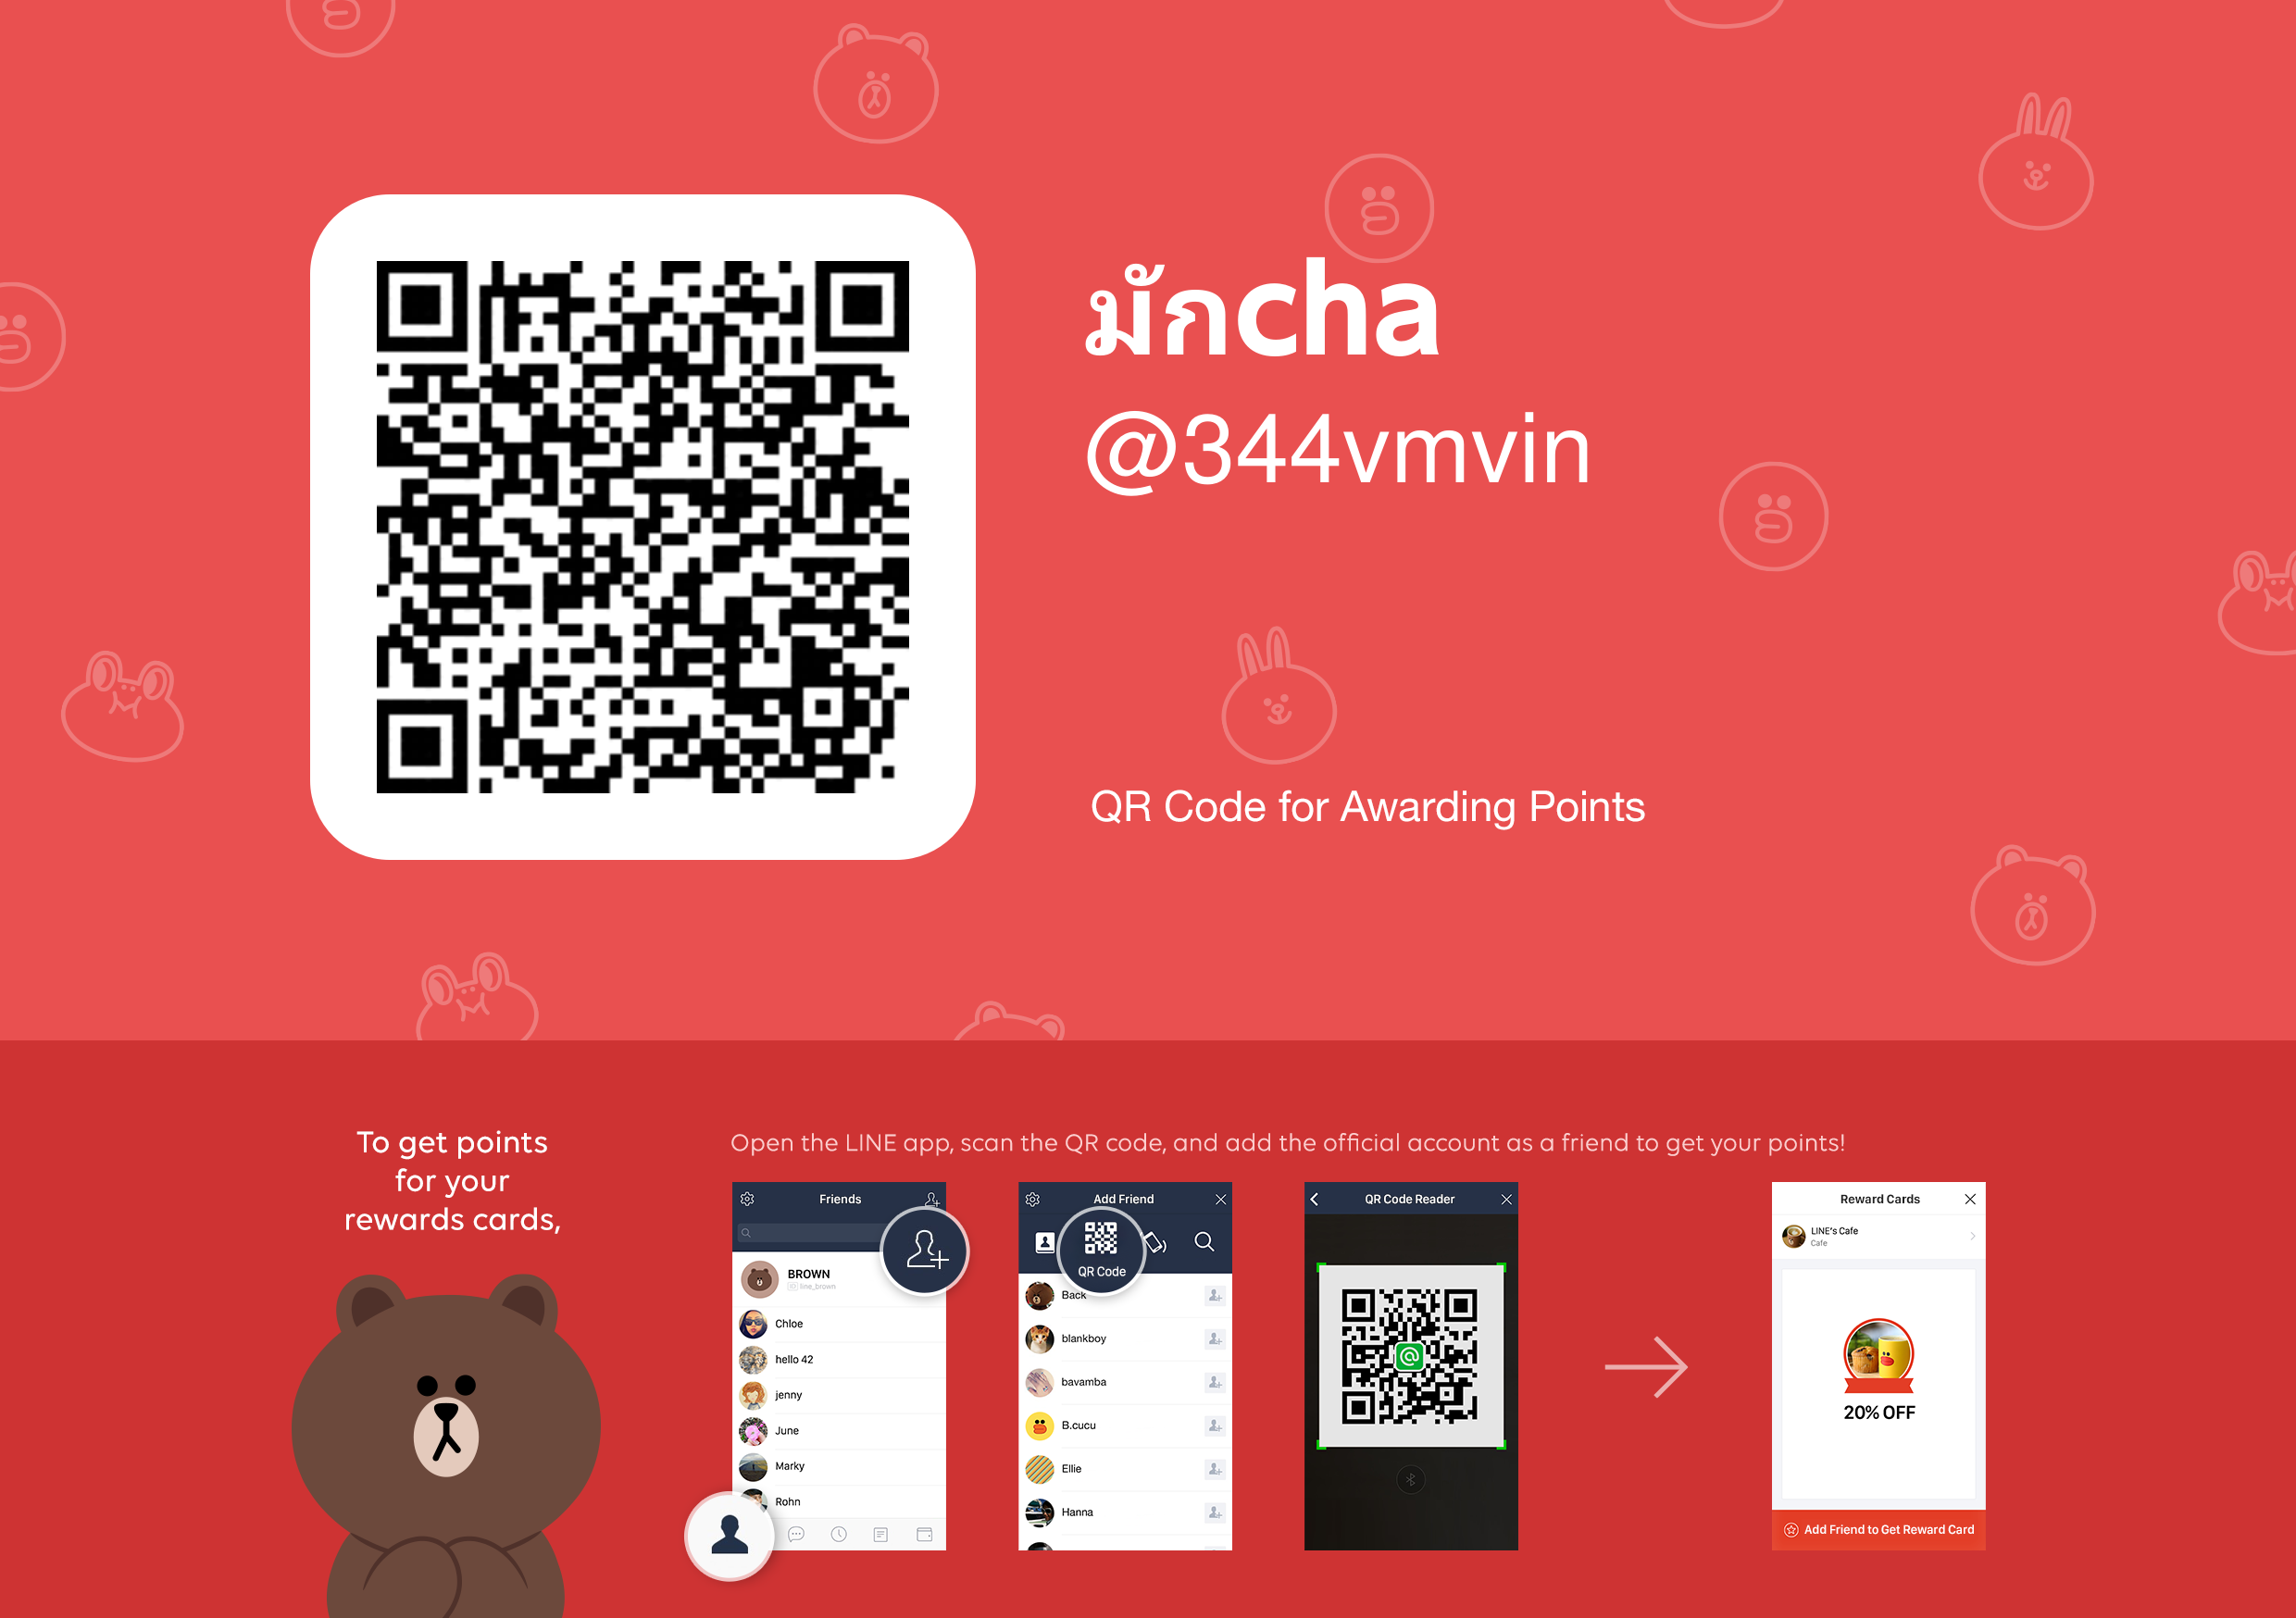 มักcha
@344vmvin
QR Code for Awarding Points
To get points
for your
rewards cards,
Open the LINE app, scan the QR code, and add the official account as a friend to get your points!
Friends
BROWN
line_brown
Chloe
hello 42
jenny
June
Marky
Rohn
Add Friend
QR Code
Back
blankboy
bavamba
B.cucu
Ellie
Hanna
QR Code Reader
Reward Cards
LINE's Cafe
Cafe
20% OFF
Add Friend to Get Reward Card